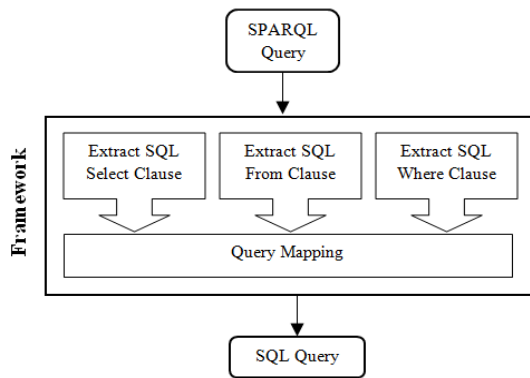 SPARQL
Query
Framework
Extract SQL
Select Clause
Extract SQL
From Clause
Extract SQL
Where Clause
Query Mapping
SQL Query